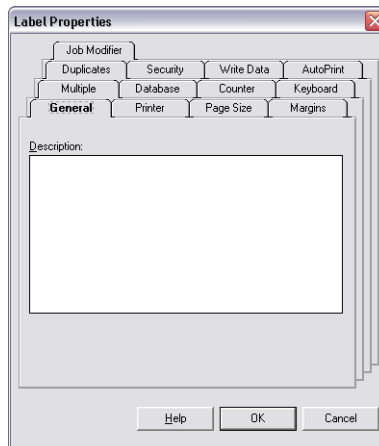 Label Properties
Job Modifier
Duplicates Security Write Data AutoPrint
Multiple Database Counter Keyboard
General Printer Page Size Margins
Description:
Help OK Cancel